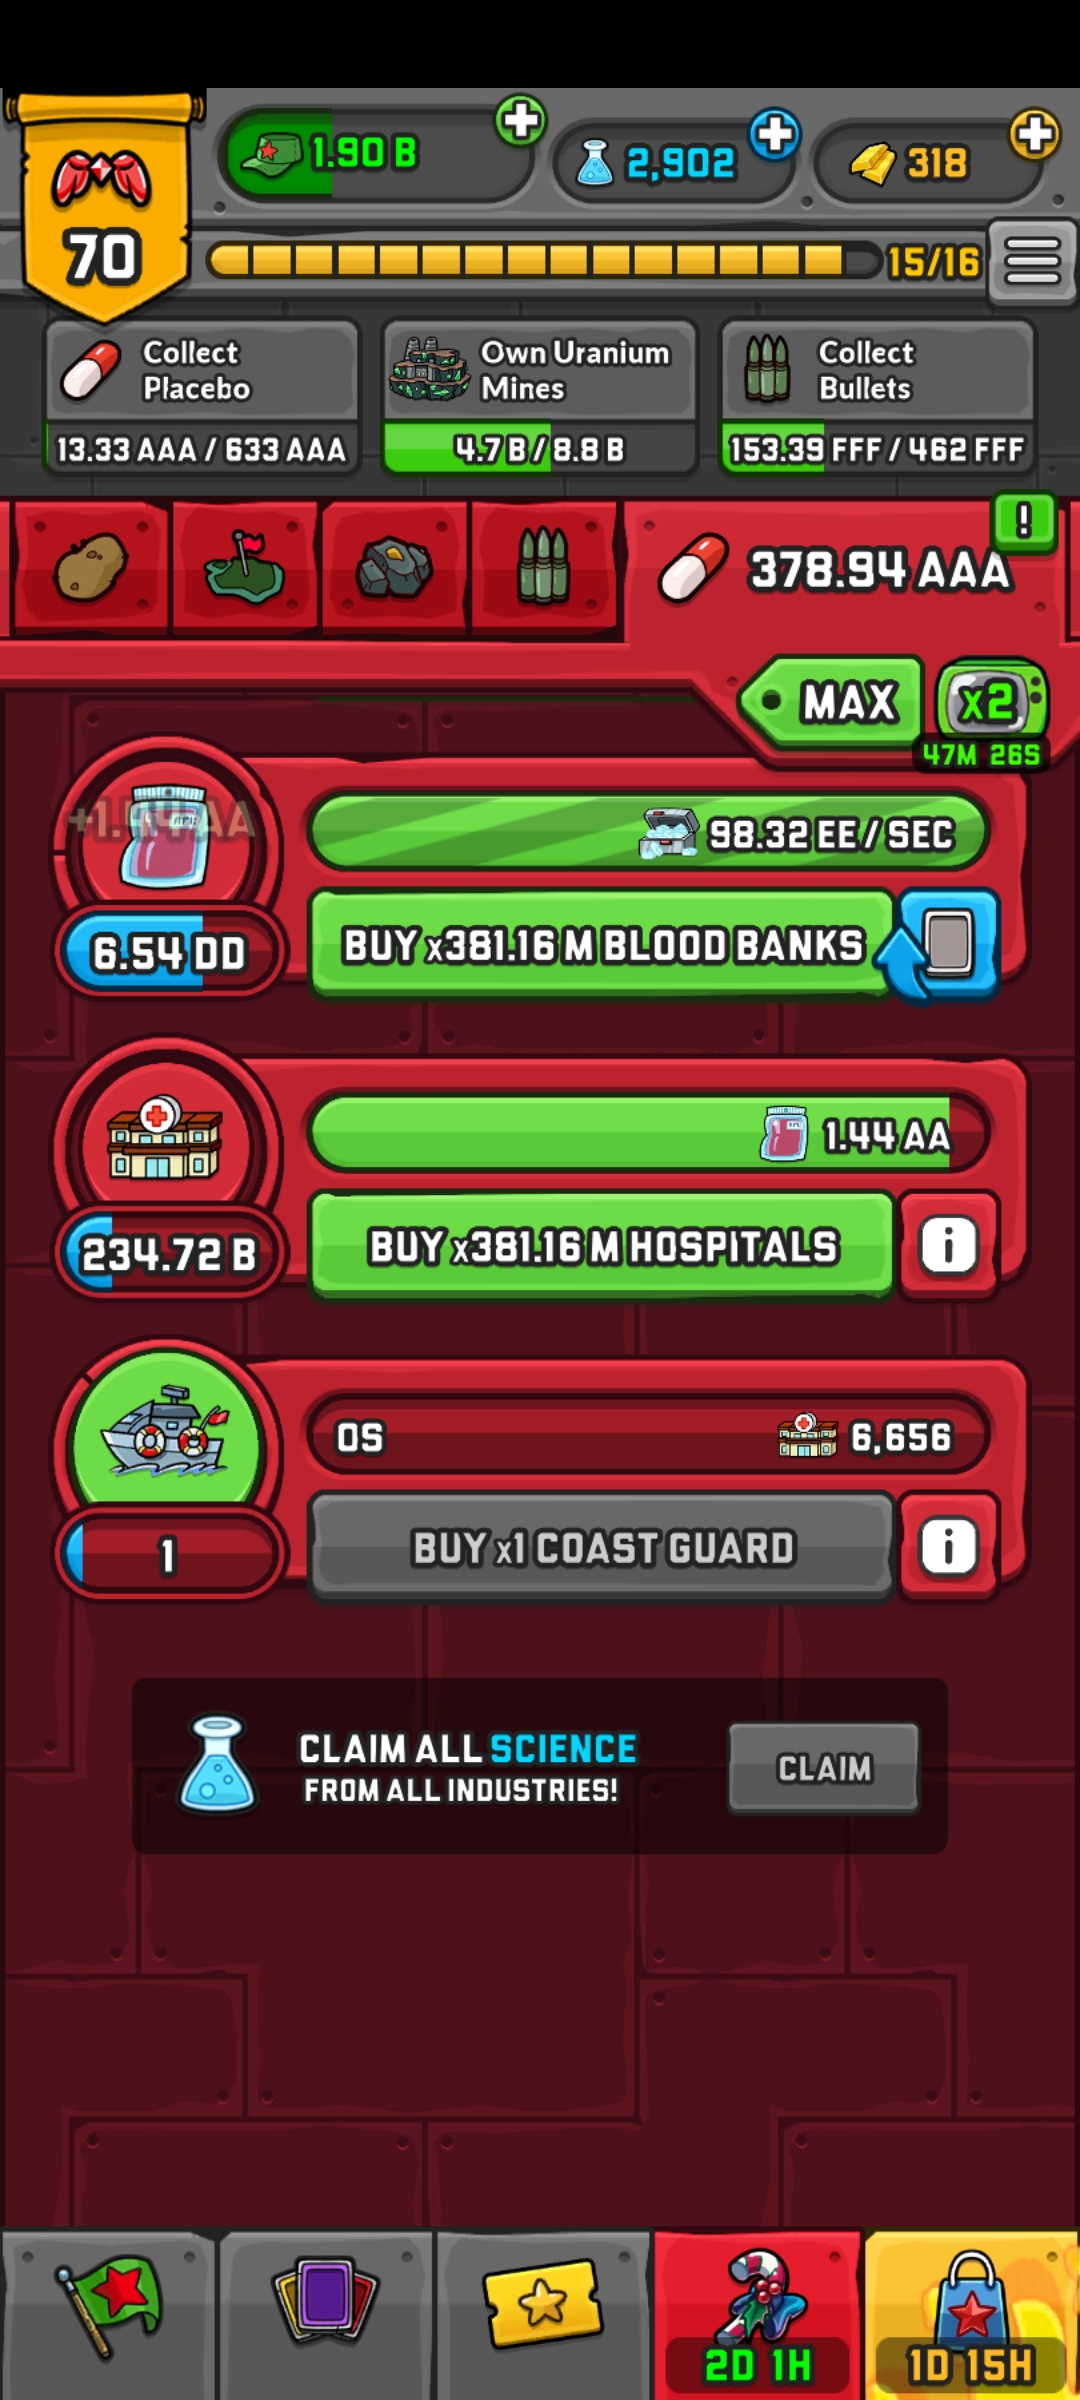 1.90 B
2,902
318
70
15/16
Collect
Placebo
Own Uranium
Mines
Collect
Bullets
13.33 AAA / 633 AAA
4.7 B / 8.8 B
153.39 FFF / 462 FFF
!
378.94 AAA
MAX
x2
47M 26S
98.32 EE / SEC
6.54 DD
BUY x381.16 M BLOOD BANKS
1.44 AA
234.72 B
BUY x381.16 M HOSPITALS
i
0S
6,656
1
BUY x1 COAST GUARD
i
CLAIM ALL SCIENCE
FROM ALL INDUSTRIES!
CLAIM
2D 1H
1D 15H